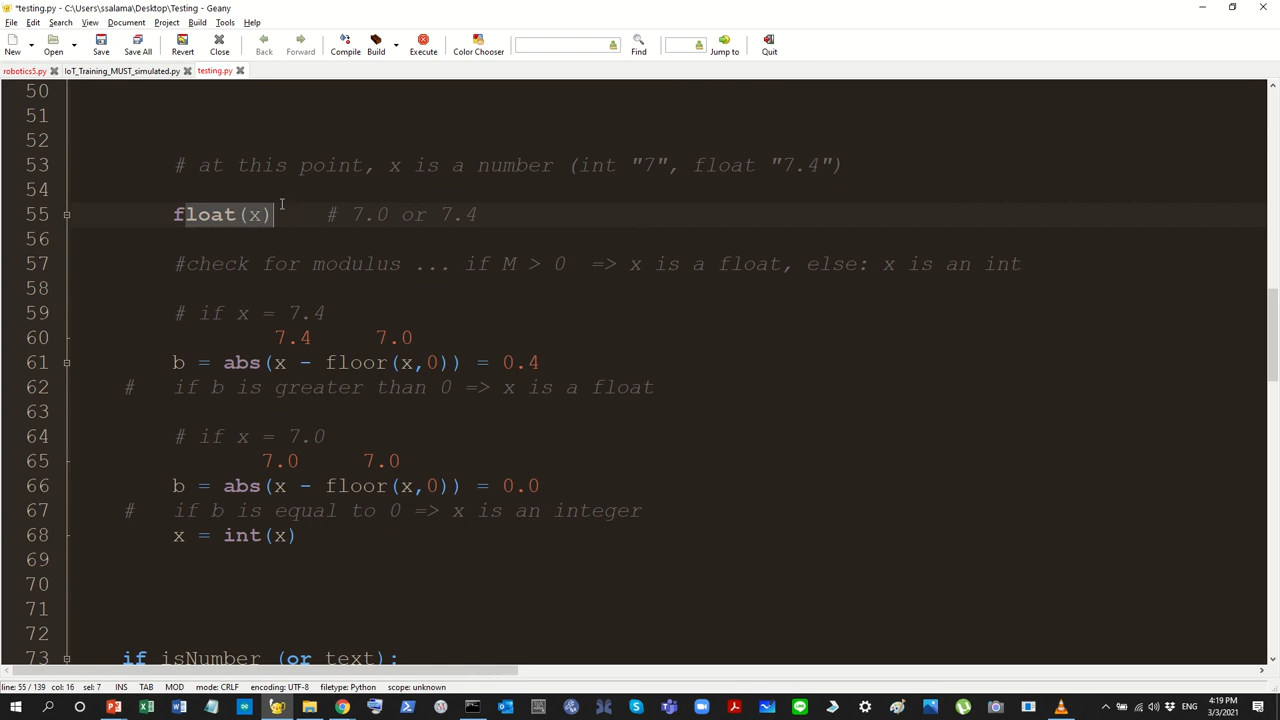 *testing.py - C:\Users\ssalama\Desktop\Testing - Geany
File Edit Search View Document Project Build Tools Help
New Open Save Save All Revert Close Back Forward Compile Build Execute Color Chooser Find Jump to Quit
robotics5.py IoT_Training_MUST_simulated.py testing.py
50
51
52
53 # at this point, x is a number (int "7", float "7.4")
54
55 float(x) # 7.0 or 7.4
56
57 #check for modulus ... if M > 0 => x is a float, else: x is an int
58
59 # if x = 7.4
60 7.4 7.0
61 b = abs(x - floor(x,0)) = 0.4
62 # if b is greater than 0 => x is a float
63
64 # if x = 7.0
65 7.0 7.0
66 b = abs(x - floor(x,0)) = 0.0
67 # if b is equal to 0 => x is an integer
68 x = int(x)
69
70
71
72
73 if isNumber (or text):
line: 55 / 139 col: 16 sel: 7 INS TAB MOD mode: CRLF encoding: UTF-8 filetype: Python scope: unknown
4:19 PM
3/3/2021